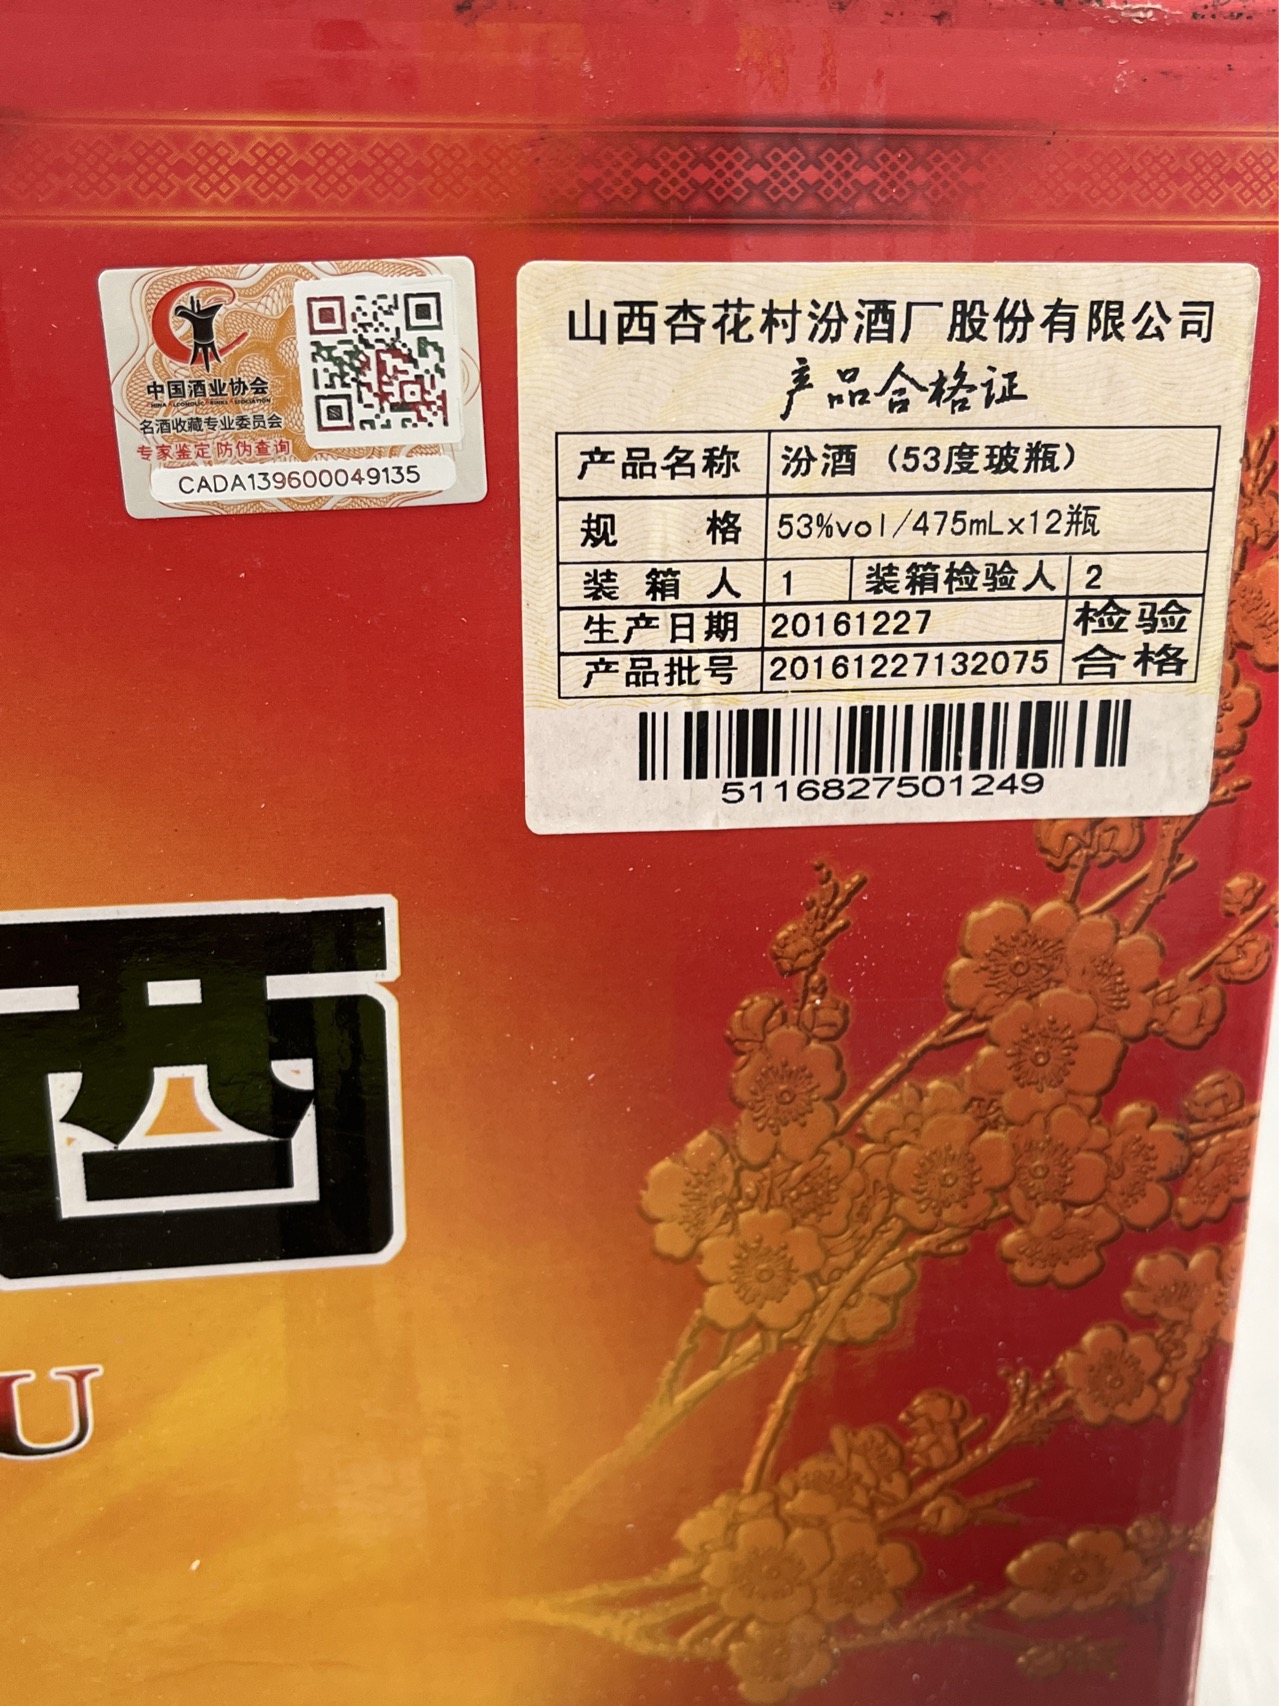 中国酒业协会
CHINA ALCOHOLIC DRINKS ASSOCIATION
名酒收藏专业委员会
专家鉴定 防伪查询
CADA139600049135
山西杏花村汾酒厂股份有限公司
产品合格证
产品名称 汾酒（53度玻瓶）
规 格 53%vol/475mLx12瓶
装箱人 1 装箱检验人 2
生产日期 20161227 检验
产品批号 20161227132075 合格
5116827501249
U